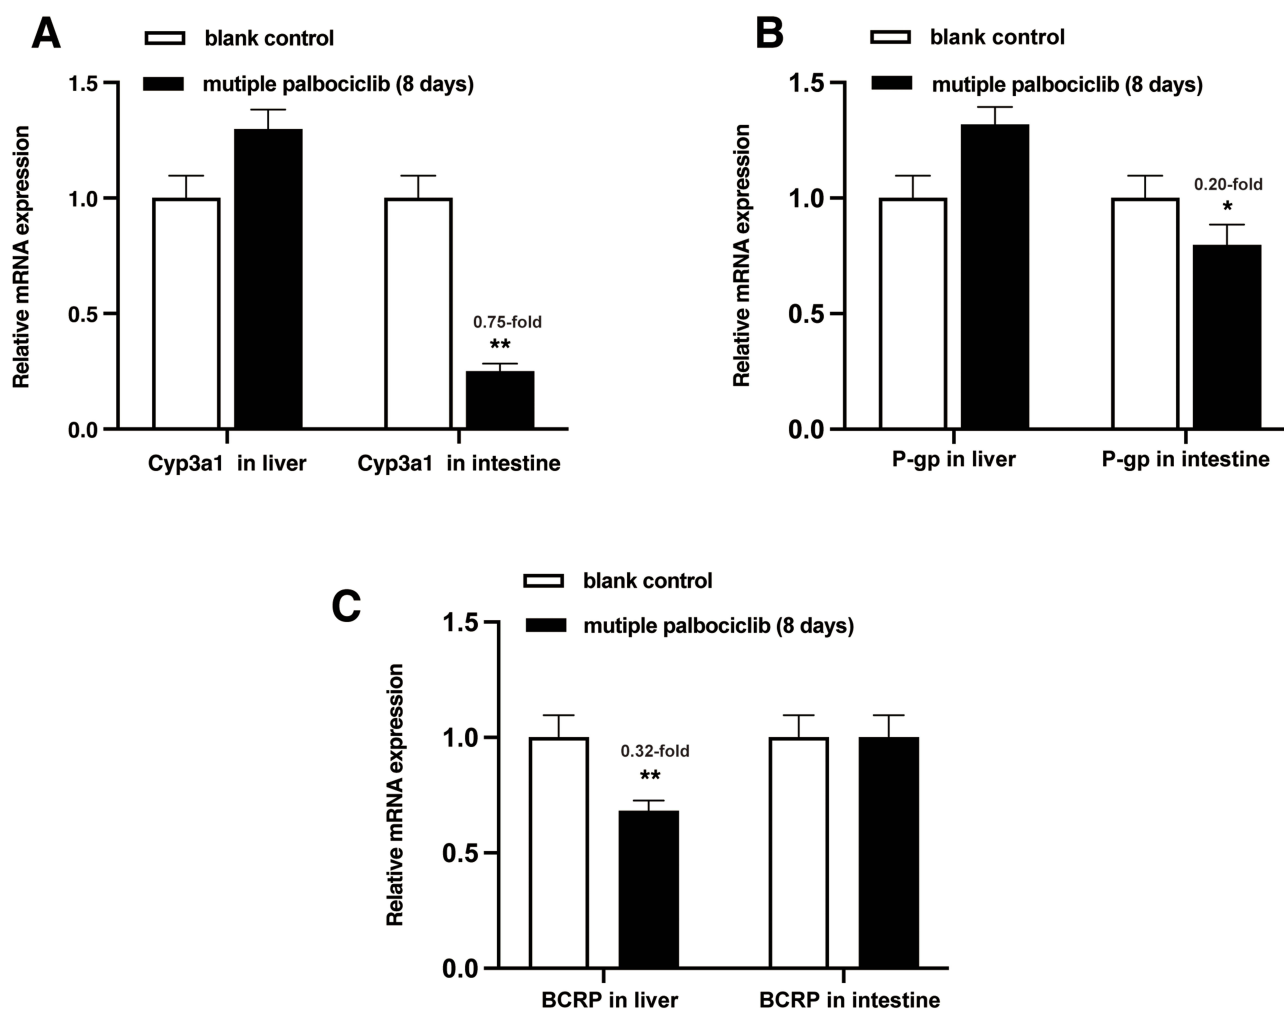 A
blank control
mutiple palbociclib (8 days)
1.5
1.0
0.5
0.0
Relative mRNA expression
0.75-fold
**
Cyp3a1 in liver
Cyp3a1 in intestine
B
blank control
mutiple palbociclib (8 days)
1.5
1.0
0.5
0.0
Relative mRNA expression
0.20-fold
*
P-gp in liver
P-gp in intestine
C
blank control
mutiple palbociclib (8 days)
1.5
1.0
0.5
0.0
Relative mRNA expression
0.32-fold
**
BCRP in liver
BCRP in intestine